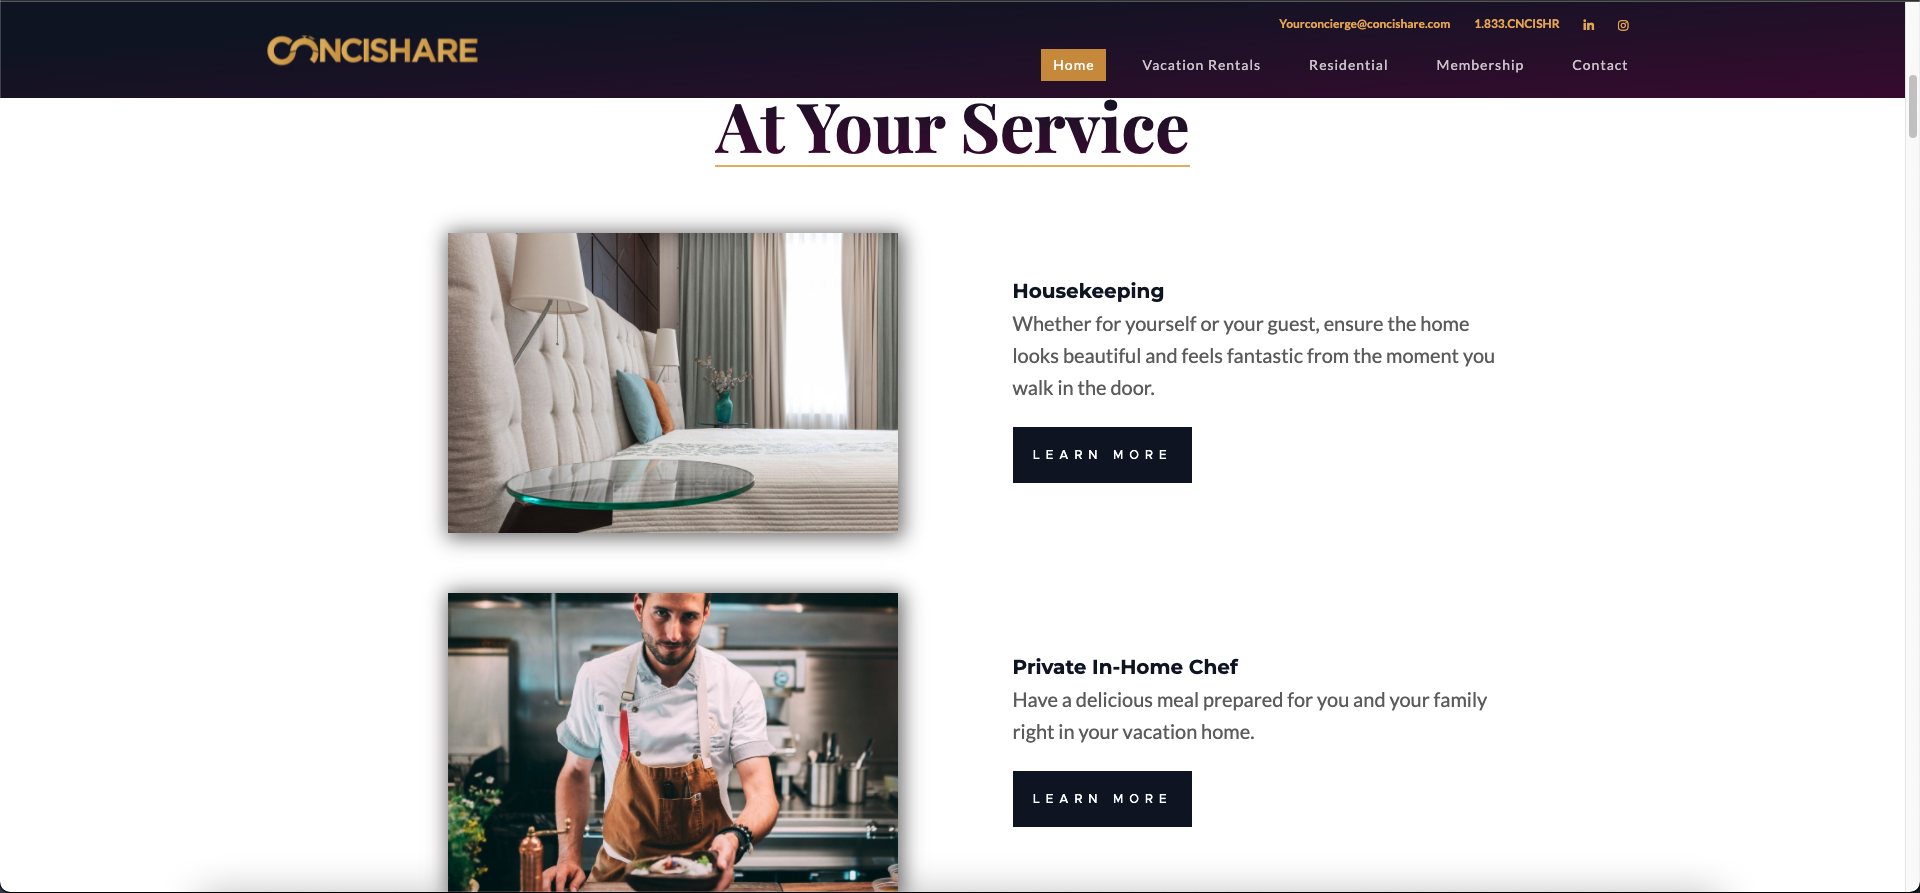 Yourconcierge@concishare.com 1.833.CNCISHR
CONCISHARE
Home Vacation Rentals Residential Membership Contact
At Your Service
Housekeeping
Whether for yourself or your guest, ensure the home
looks beautiful and feels fantastic from the moment you
walk in the door.
LEARN MORE
Private In-Home Chef
Have a delicious meal prepared for you and your family
right in your vacation home.
LEARN MORE